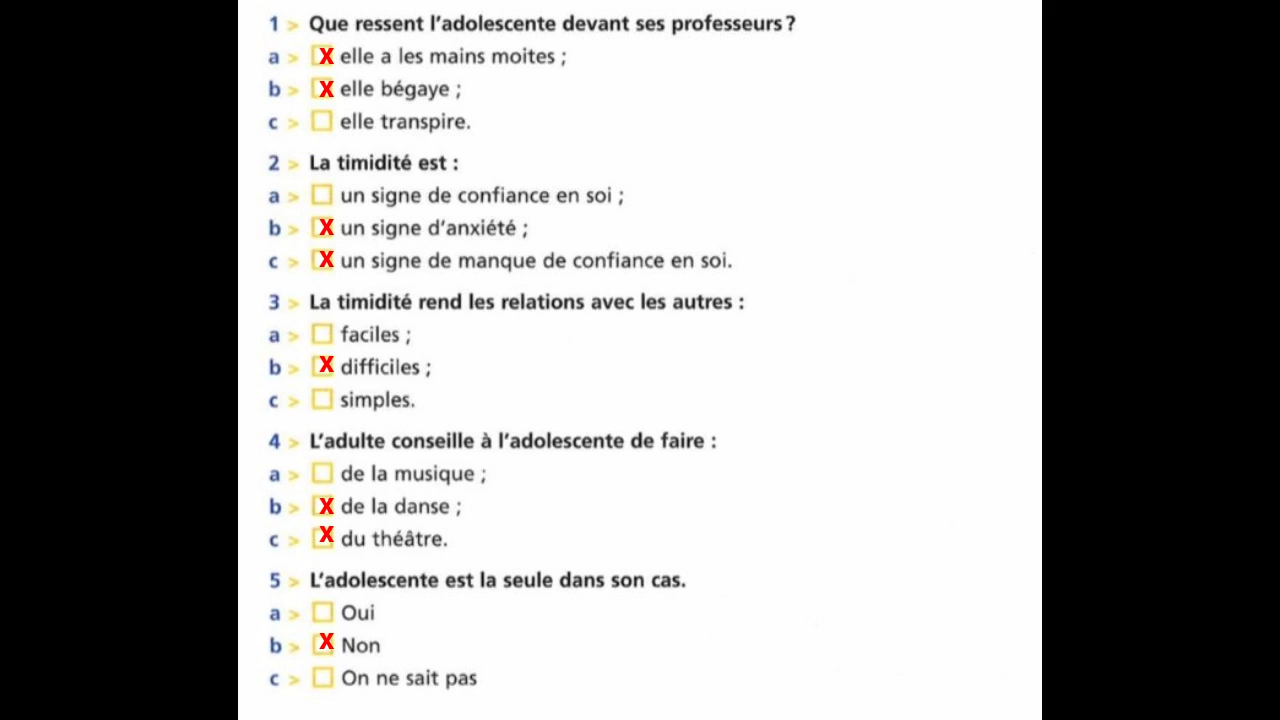 1 > Que ressent l'adolescente devant ses professeurs ?
a > X elle a les mains moites ;
b > X elle bégaye ;
c > elle transpire.
2 > La timidité est :
a > un signe de confiance en soi ;
b > X un signe d'anxiété ;
c > X un signe de manque de confiance en soi.
3 > La timidité rend les relations avec les autres :
a > faciles ;
b > X difficiles ;
c > simples.
4 > L'adulte conseille à l'adolescente de faire :
a > de la musique ;
b > X de la danse ;
c > X du théâtre.
5 > L'adolescente est la seule dans son cas.
a > Oui
b > X Non
c > On ne sait pas